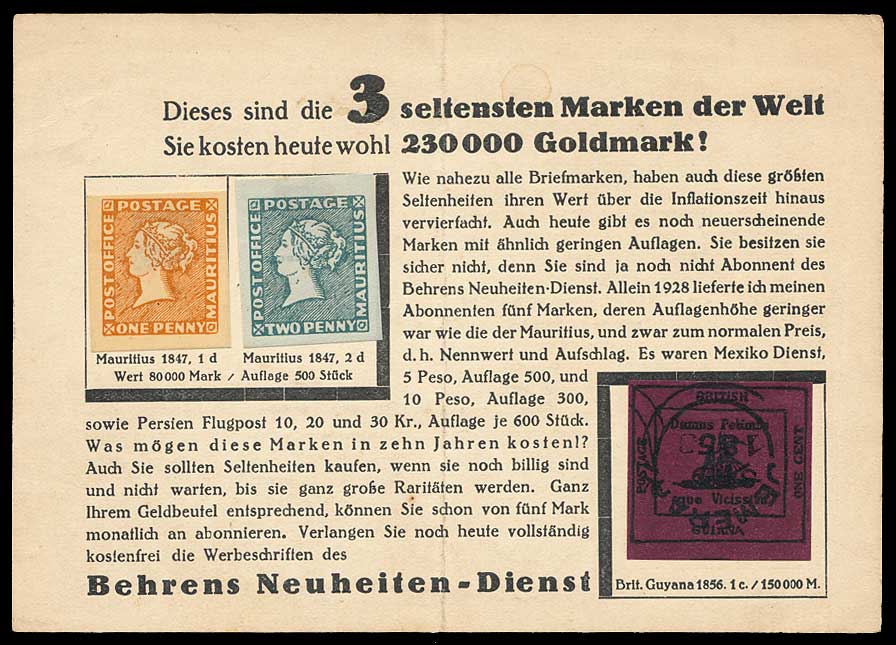 Dieses sind die 3 seltensten Marken der Welt
Sie kosten heute wohl 230000 Goldmark!
POST OFFICE
POSTAGE
MAURITIUS
ONE PENNY
POST OFFICE
POSTAGE
MAURITIUS
TWO PENNY
Mauritius 1847, 1 d
Mauritius 1847, 2 d
Wert 80000 Mark / Auflage 500 Stück
Wie nahezu alle Briefmarken, haben auch diese größten
Seltenheiten ihren Wert über die Inflationszeit hinaus
vervierfacht. Auch heute gibt es noch neuerscheinende
Marken mit ähnlich geringen Auflagen. Sie besitzen sie
sicher nicht, denn Sie sind ja noch nicht Abonnent des
Behrens Neuheiten-Dienst. Allein 1928 lieferte ich meinen
Abonnenten fünf Marken, deren Auflagenhöhe geringer
war wie die der Mauritius, und zwar zum normalen Preis,
d. h. Nennwert und Aufschlag. Es waren Mexiko Dienst,
5 Peso, Auflage 500, und
10 Peso, Auflage 300,
sowie Persien Flugpost 10, 20 und 30 Kr., Auflage je 600 Stück.
Was mögen diese Marken in zehn Jahren kosten!?
Auch Sie sollten Seltenheiten kaufen, wenn sie noch billig sind
und nicht warten, bis sie ganz große Raritäten werden. Ganz
Ihrem Geldbeutel entsprechend, können Sie schon von fünf Mark
monatlich an abonnieren. Verlangen Sie noch heute vollständig
kostenfrei die Werbeschriften des
Behrens Neuheiten-Dienst
BRITISH
POSTAGE
ONE CENT
GUIANA
Damus Petimus
que Vicissim
Brit. Guyana 1856. 1 c. / 150000 M.